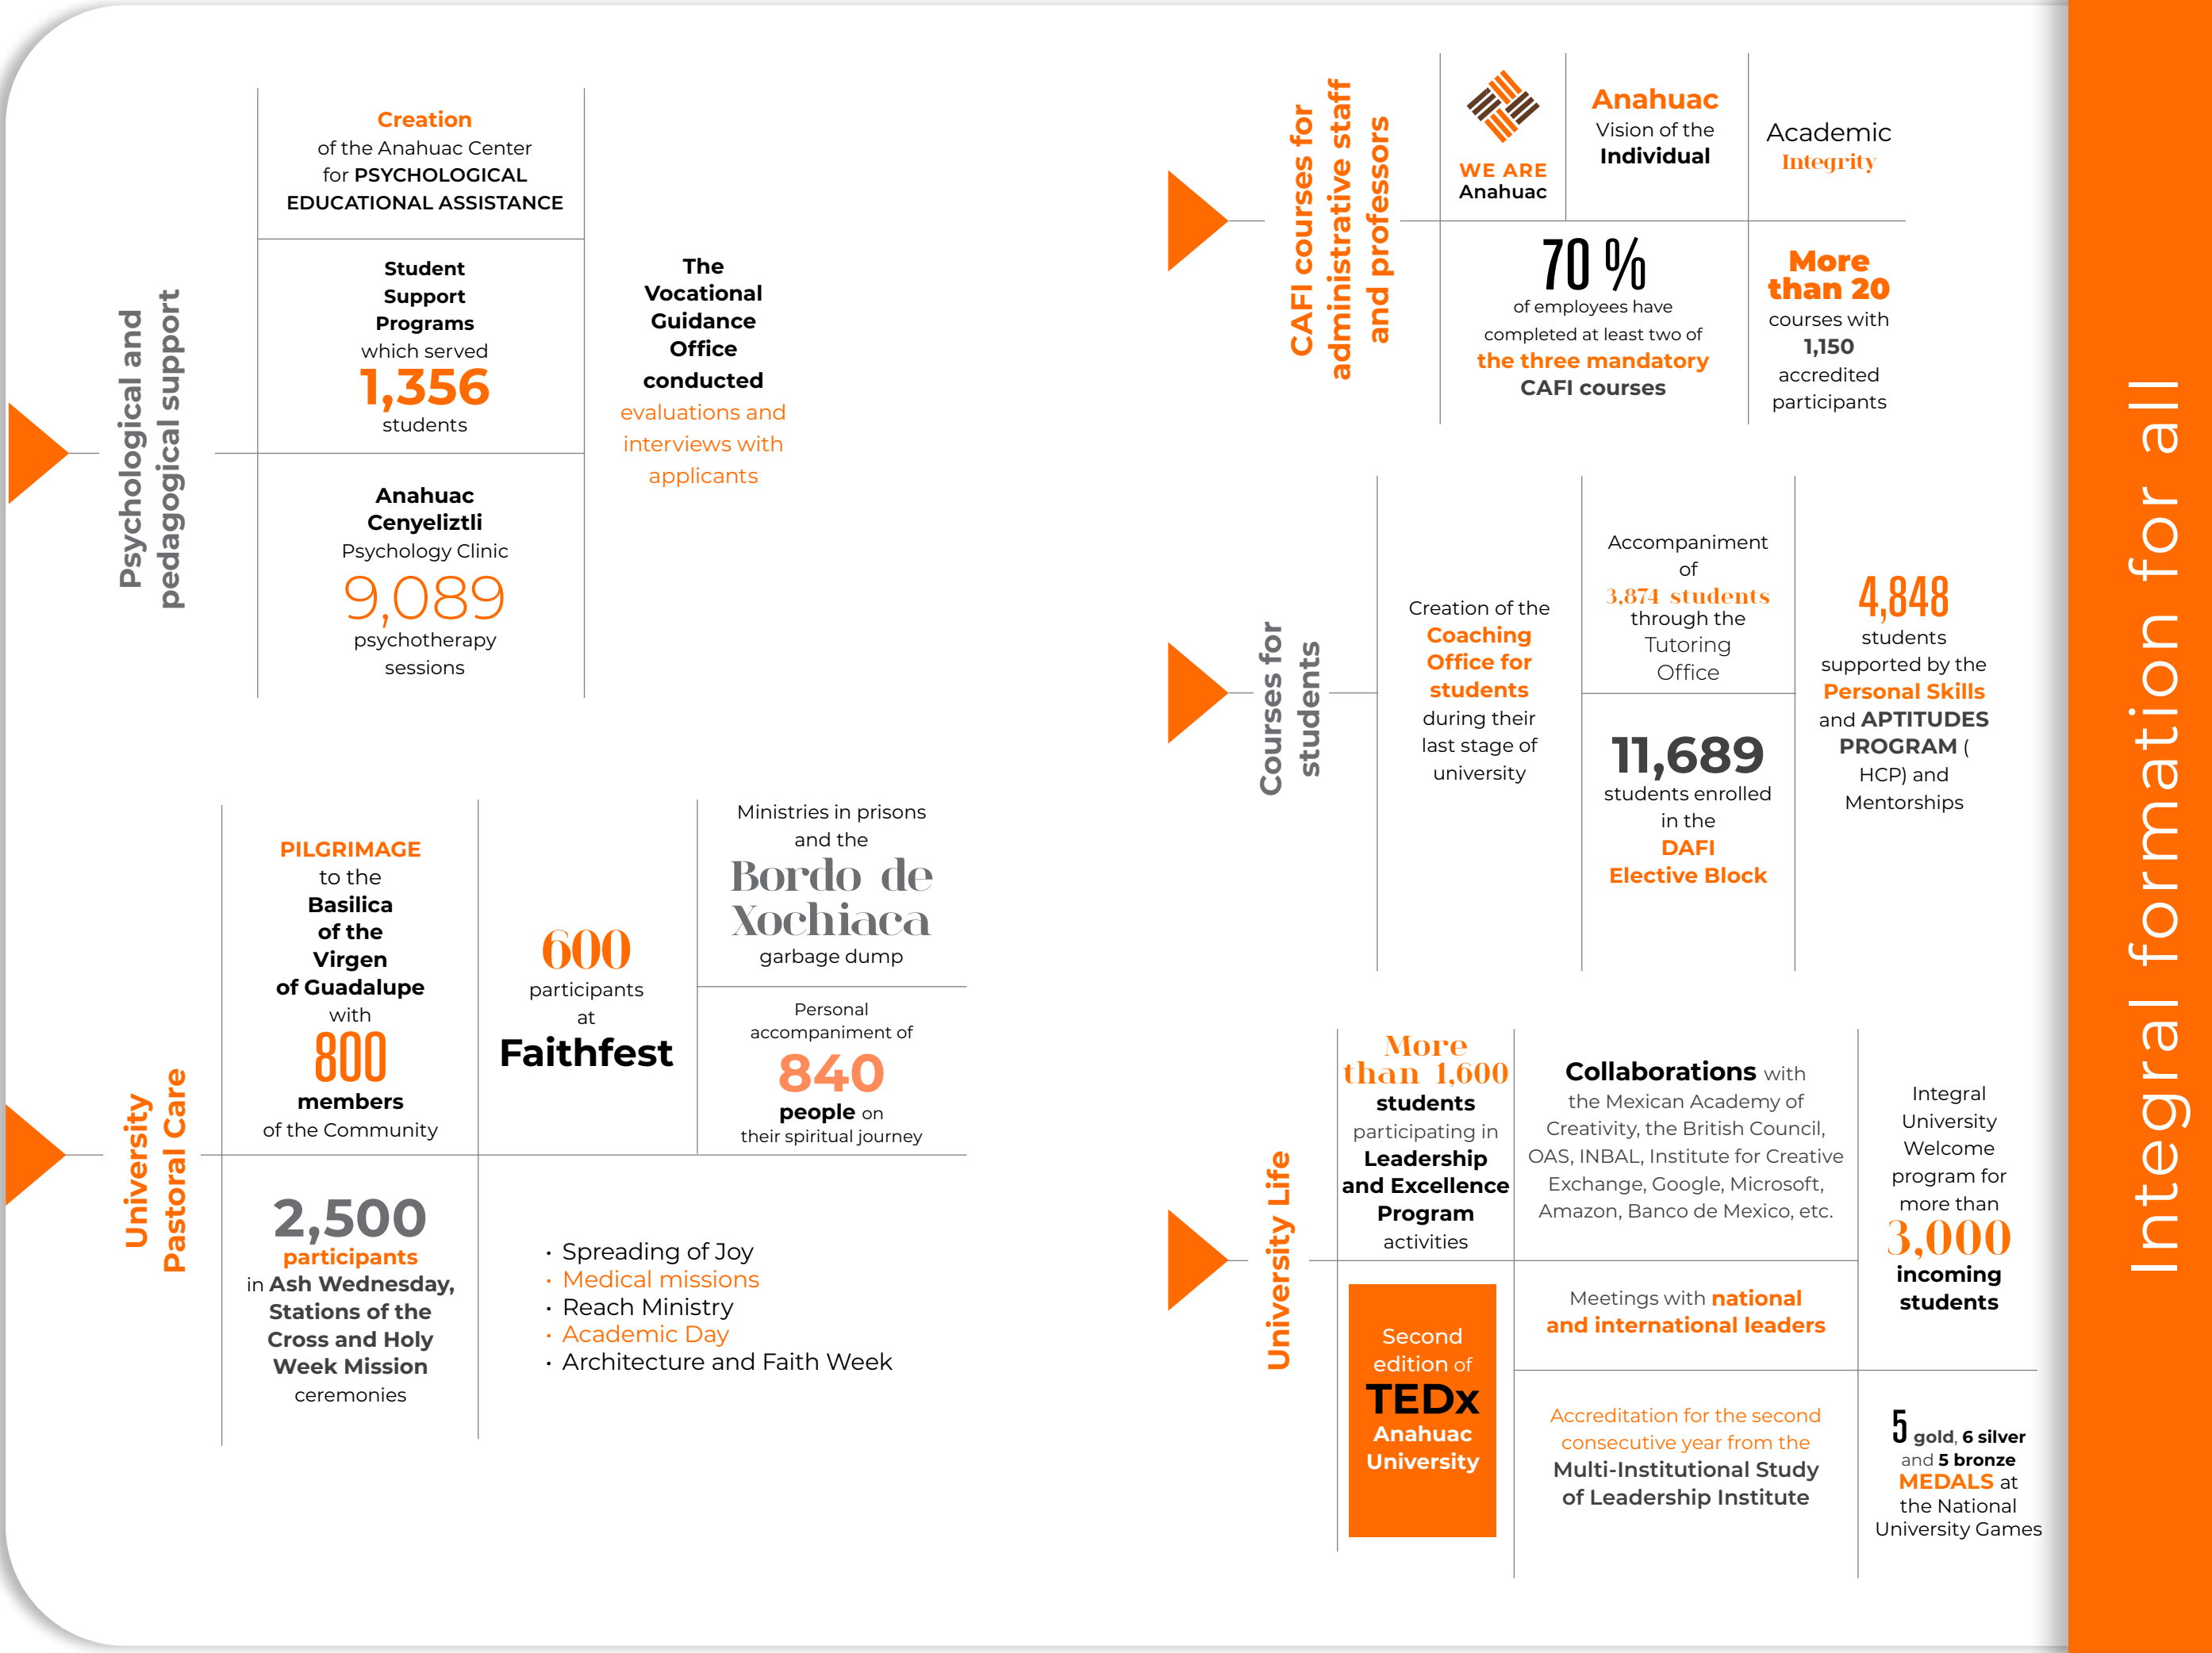 Psychological and
pedagogical support
Creation
of the Anahuac Center
for PSYCHOLOGICAL
EDUCATIONAL ASSISTANCE
Student
Support
Programs
which served
1,356
students
Anahuac
Cenyeliztli
Psychology Clinic
9,089
psychotherapy
sessions
The
Vocational
Guidance
Office
conducted
evaluations and
interviews with
applicants
University
Pastoral Care
PILGRIMAGE
to the
Basilica
of the
Virgen
of Guadalupe
with
800
members
of the Community
600
participants
at
Faithfest
Ministries in prisons
and the
Bordo de
Xochiaca
garbage dump
Personal
accompaniment of
840
people on
their spiritual journey
2,500
participants
in Ash Wednesday,
Stations of the
Cross and Holy
Week Mission
ceremonies
• Spreading of Joy
• Medical missions
• Reach Ministry
• Academic Day
• Architecture and Faith Week
CAFI courses for
administrative staff
and professors
WE ARE
Anahuac
Anahuac
Vision of the
Individual
Academic
Integrity
70 %
of employees have
completed at least two of
the three mandatory
CAFI courses
More
than 20
courses with
1,150
accredited
participants
Courses for
students
Creation of the
Coaching
Office for
students
during their
last stage of
university
Accompaniment
of
3,874 students
through the
Tutoring
Office
11,689
students enrolled
in the
DAFI
Elective Block
4,848
students
supported by the
Personal Skills
and APTITUDES
PROGRAM (
HCP) and
Mentorships
University Life
More
than 1,600
students
participating in
Leadership
and Excellence
Program
activities
Collaborations with
the Mexican Academy of
Creativity, the British Council,
OAS, INBAL, Institute for Creative
Exchange, Google, Microsoft,
Amazon, Banco de Mexico, etc.
Integral
University
Welcome
program for
more than
3,000
incoming
students
Second
edition of
TEDx
Anahuac
University
Meetings with national
and international leaders
Accreditation for the second
consecutive year from the
Multi-Institutional Study
of Leadership Institute
5 gold, 6 silver
and 5 bronze
MEDALS at
the National
University Games
Integral formation for all